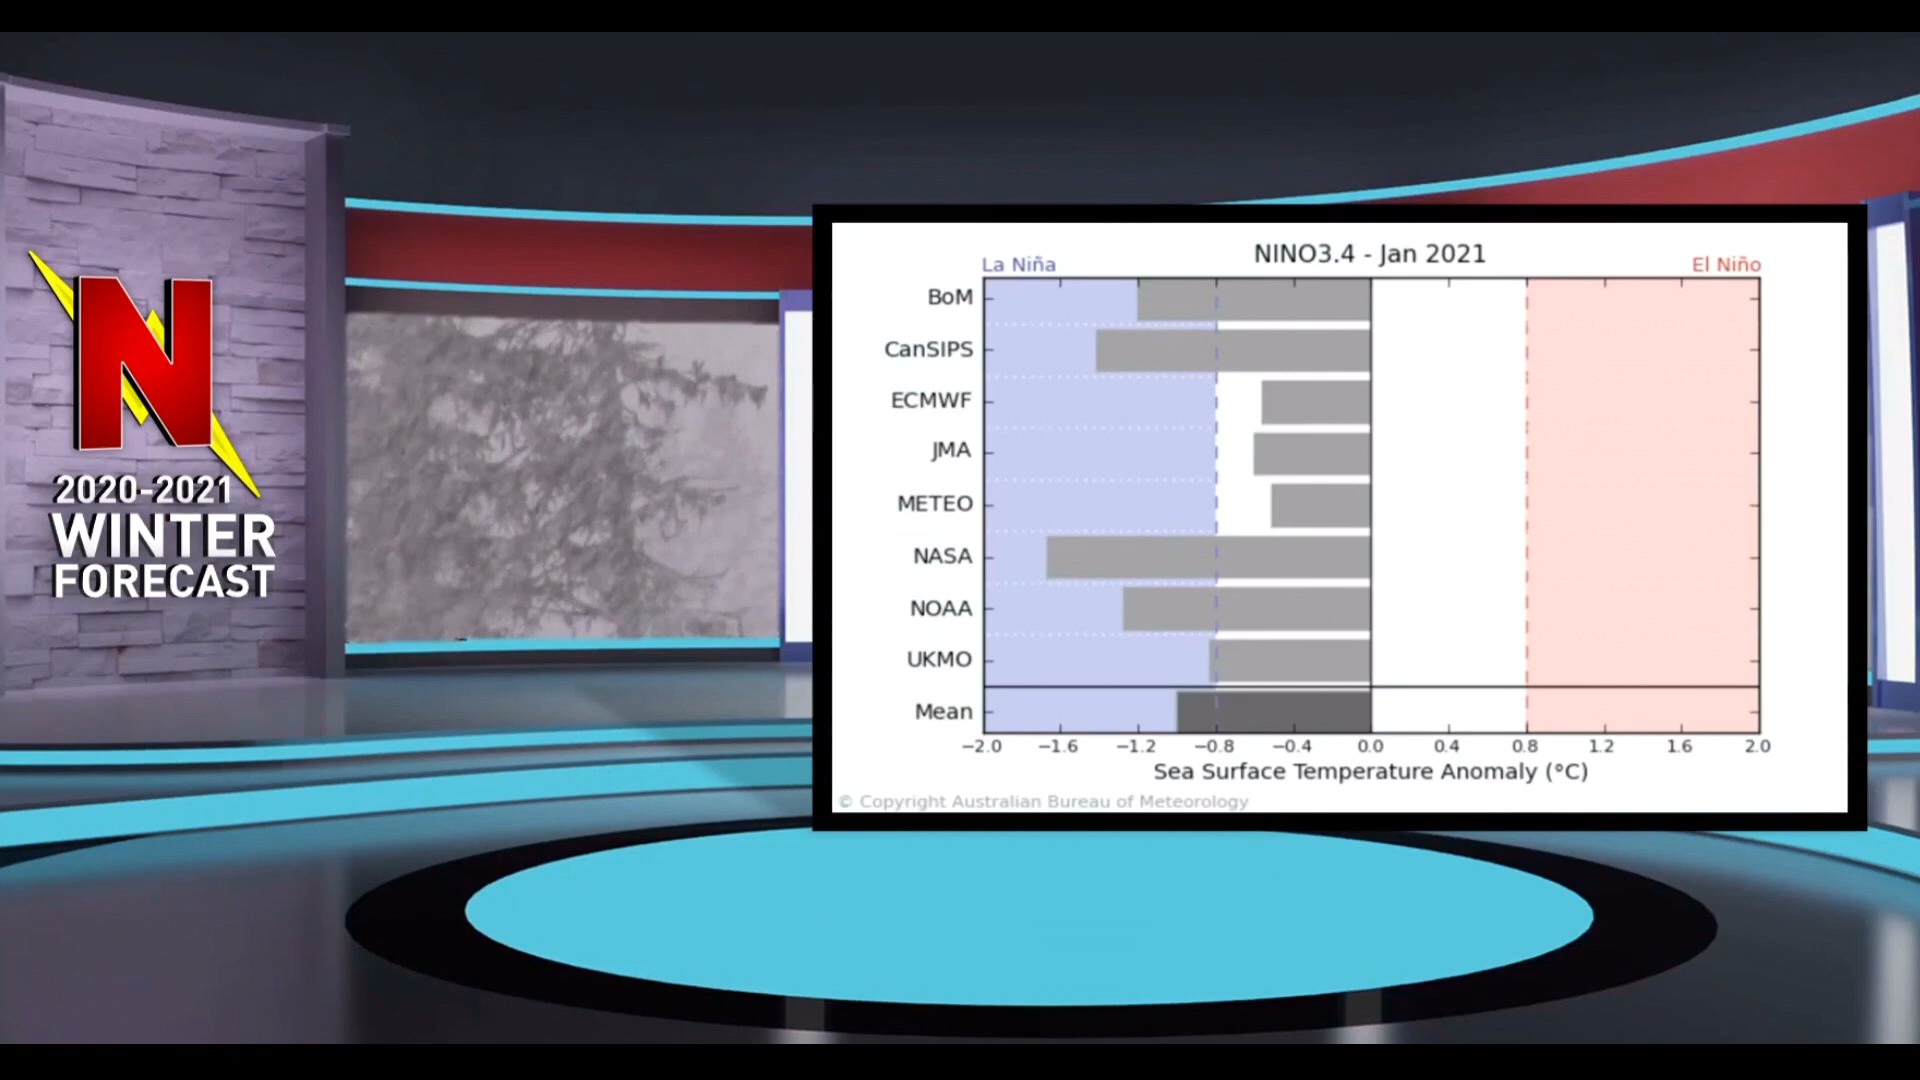 N
2020-2021
WINTER
FORECAST
NINO3.4 - Jan 2021
La Niña
El Niño
BoM
CanSIPS
ECMWF
JMA
METEO
NASA
NOAA
UKMO
Mean
−2.0 −1.6 −1.2 −0.8 −0.4 0.0 0.4 0.8 1.2 1.6 2.0
Sea Surface Temperature Anomaly (°C)
© Copyright Australian Bureau of Meteorology